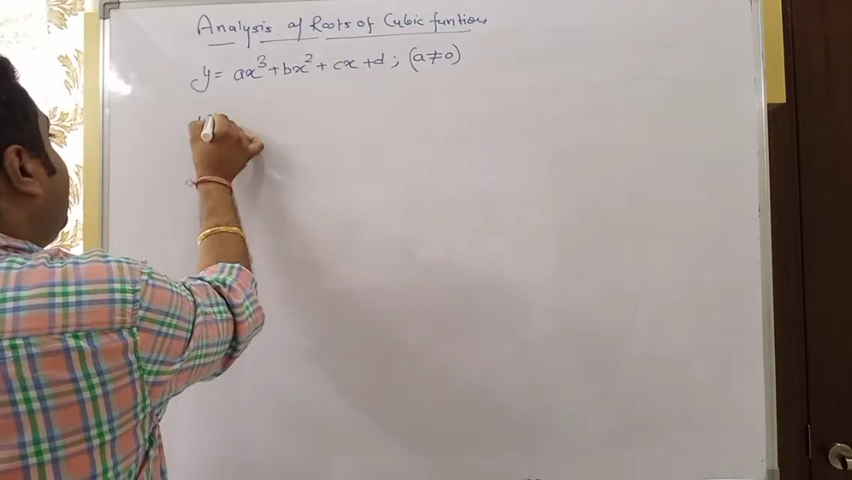 Analysis of Roots of Cubic funtion
y = ax³ + bx² + cx + d ; (a ≠ 0)